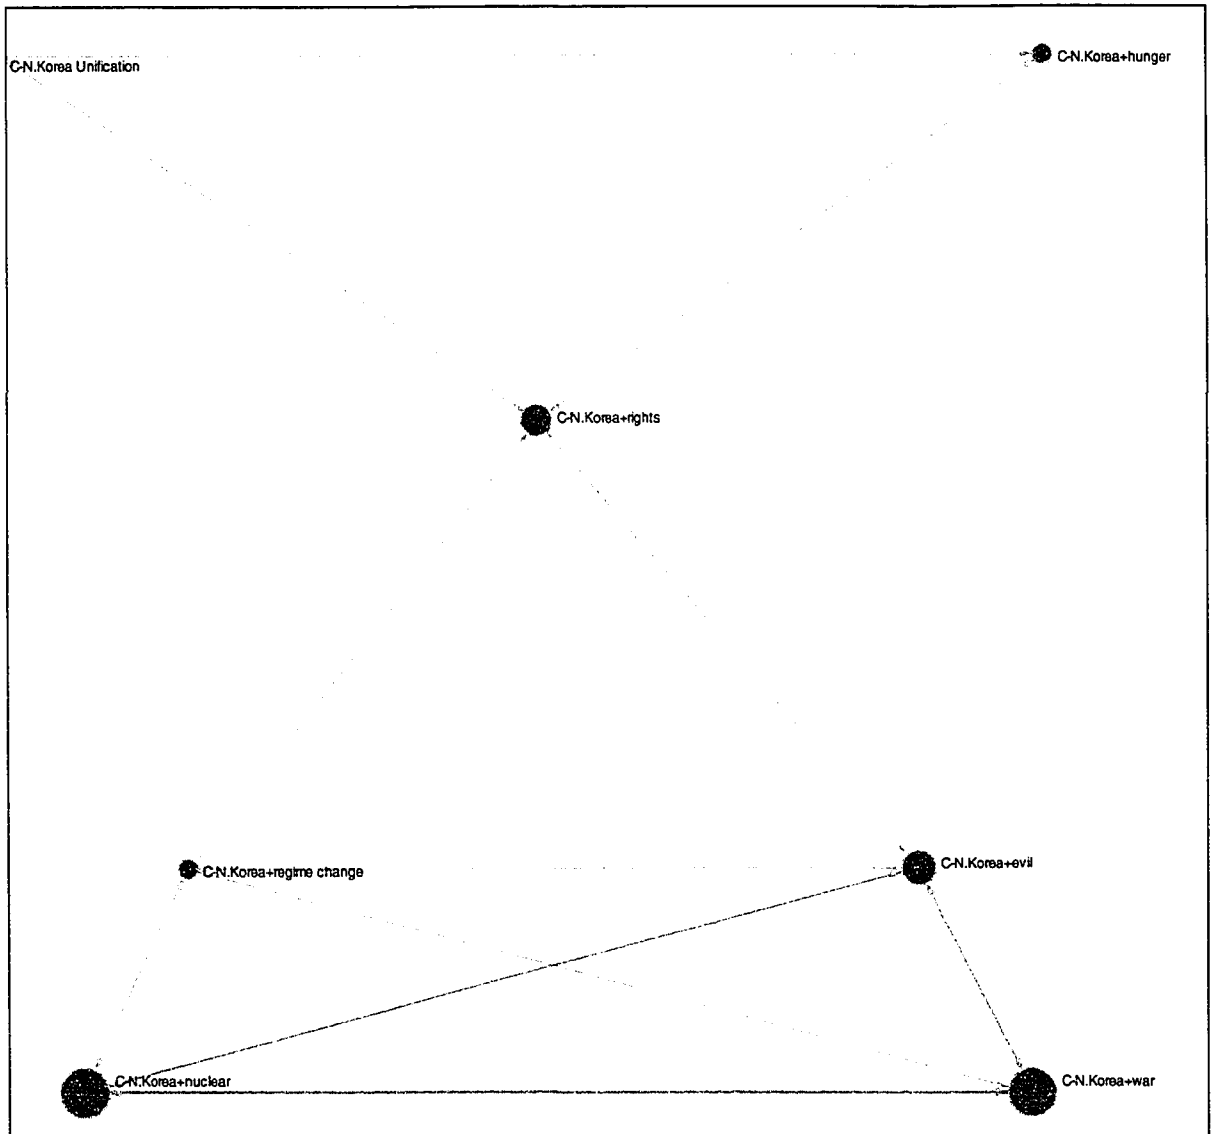 C-N.Korea Unification
C-N.Korea+hunger
C-N.Korea+rights
C-N.Korea+regime change
C-N.Korea+evil
C-N.Korea+nuclear
C-N.Korea+war